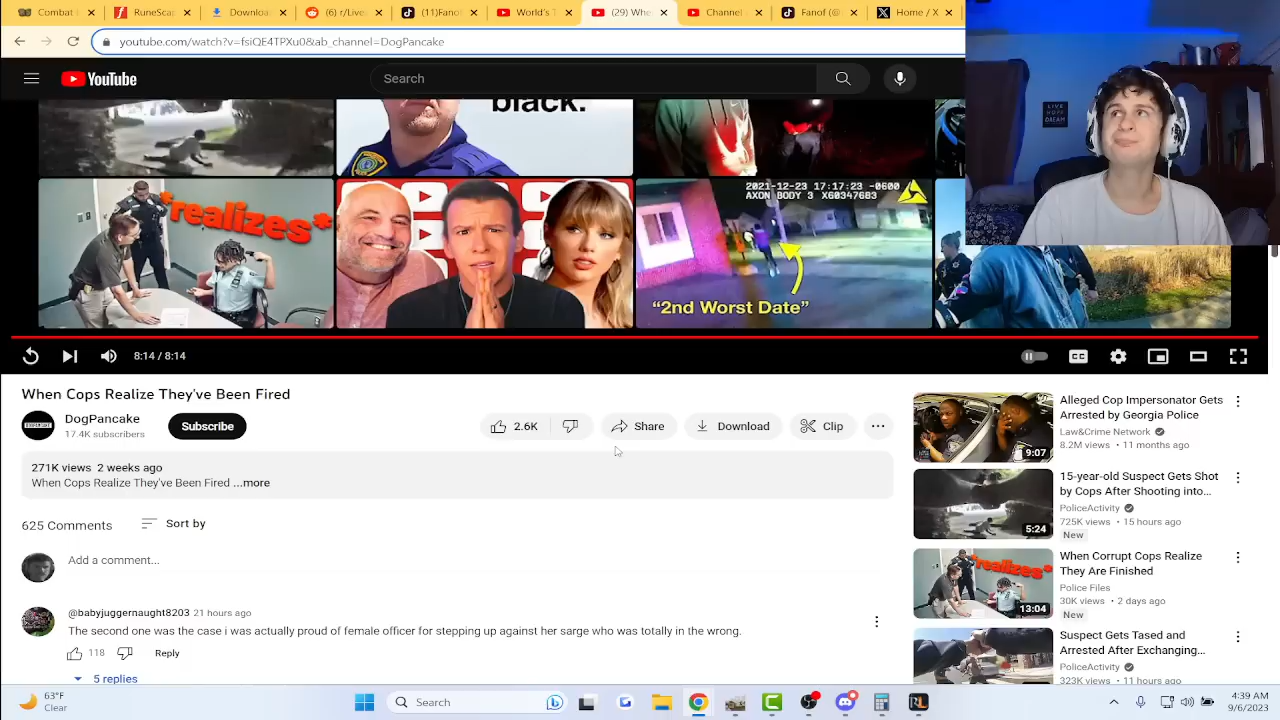 Combat
RuneSca
Downloa
(6) r/Live
(11)Fanof
World's T
(29) Whe
Channel
Fanof (@
Home / X
youtube.com/watch?v=fsiQE4TPXu0&ab_channel=DogPancake
YouTube
Search
LIVE
HOPE
DREAM
black.
*realizes*
2021-12-23 17:17:23 -0600
AXON BODY 3 X60347683
"2nd Worst Date"
8:14 / 8:14
CC
When Cops Realize They've Been Fired
DogPancake
17.4K subscribers
Subscribe
2.6K
Share
Download
Clip
271K views 2 weeks ago
When Cops Realize They've Been Fired ...more
625 Comments
Sort by
Add a comment...
@babyjuggernaught8203 21 hours ago
The second one was the case i was actually proud of female officer for stepping up against her sarge who was totally in the wrong.
118
Reply
5 replies
9:07
Alleged Cop Impersonator Gets
Arrested by Georgia Police
Law&Crime Network
8.2M views • 11 months ago
5:24
15-year-old Suspect Gets Shot
by Cops After Shooting into...
PoliceActivity
725K views • 15 hours ago
New
*realizes*
13:04
When Corrupt Cops Realize
They Are Finished
Police Files
30K views • 2 days ago
New
Suspect Gets Tased and
Arrested After Exchanging...
PoliceActivity
323K views • 11 hours ago
63°F
Clear
Search
4:39 AM
9/6/2023